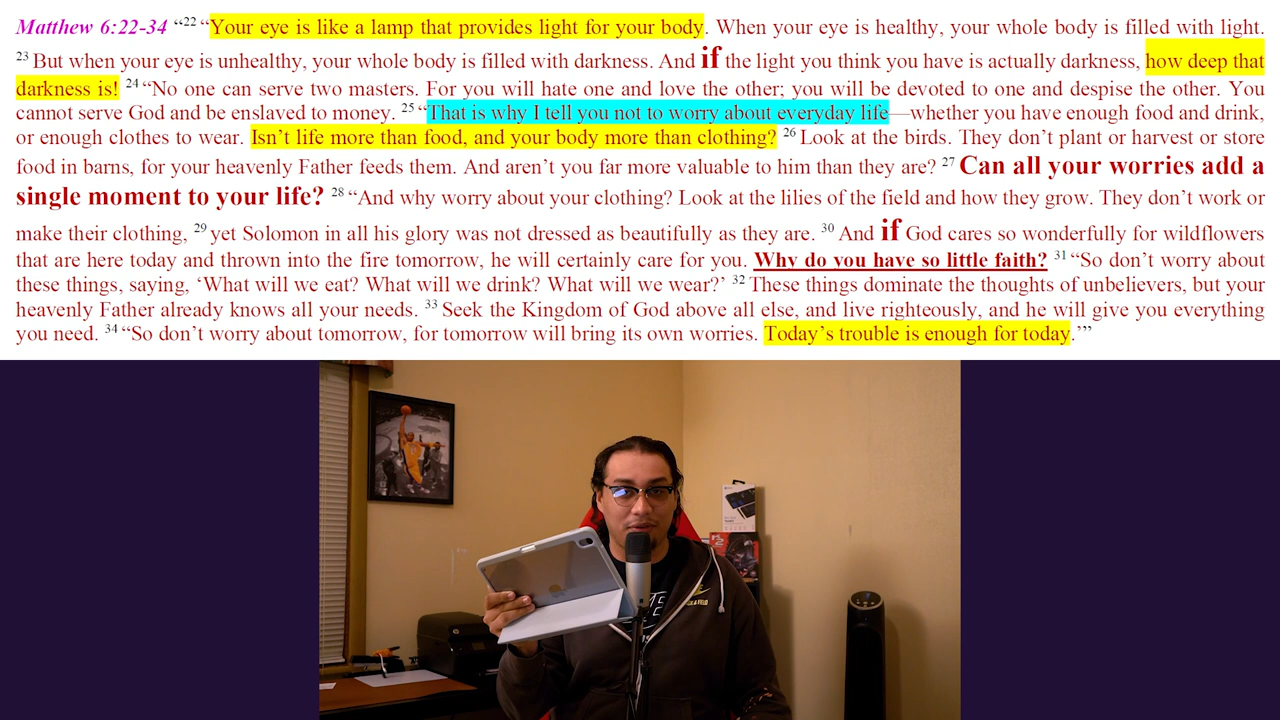 Matthew 6:22-34 “22 “Your eye is like a lamp that provides light for your body. When your eye is healthy, your whole body is filled with light.
23 But when your eye is unhealthy, your whole body is filled with darkness. And if the light you think you have is actually darkness, how deep that
darkness is! 24 “No one can serve two masters. For you will hate one and love the other; you will be devoted to one and despise the other. You
cannot serve God and be enslaved to money. 25 “That is why I tell you not to worry about everyday life—whether you have enough food and drink,
or enough clothes to wear. Isn’t life more than food, and your body more than clothing? 26 Look at the birds. They don’t plant or harvest or store
food in barns, for your heavenly Father feeds them. And aren’t you far more valuable to him than they are? 27 Can all your worries add a
single moment to your life? 28 “And why worry about your clothing? Look at the lilies of the field and how they grow. They don’t work or
make their clothing, 29 yet Solomon in all his glory was not dressed as beautifully as they are. 30 And if God cares so wonderfully for wildflowers
that are here today and thrown into the fire tomorrow, he will certainly care for you. Why do you have so little faith? 31 “So don’t worry about
these things, saying, ‘What will we eat? What will we drink? What will we wear?’ 32 These things dominate the thoughts of unbelievers, but your
heavenly Father already knows all your needs. 33 Seek the Kingdom of God above all else, and live righteously, and he will give you everything
you need. 34 “So don’t worry about tomorrow, for tomorrow will bring its own worries. Today’s trouble is enough for today.’”